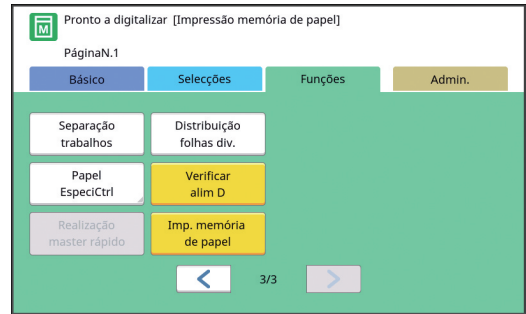 M
Pronto a digitalizar [Impressão memória de papel]
PáginaN.1
Básico
Selecções
Funções
Admin.
Separação
trabalhos
Distribuição
folhas div.
Papel
EspeciCtrl
Verificar
alim D
Realização
master rápido
Imp. memória
de papel
3/3